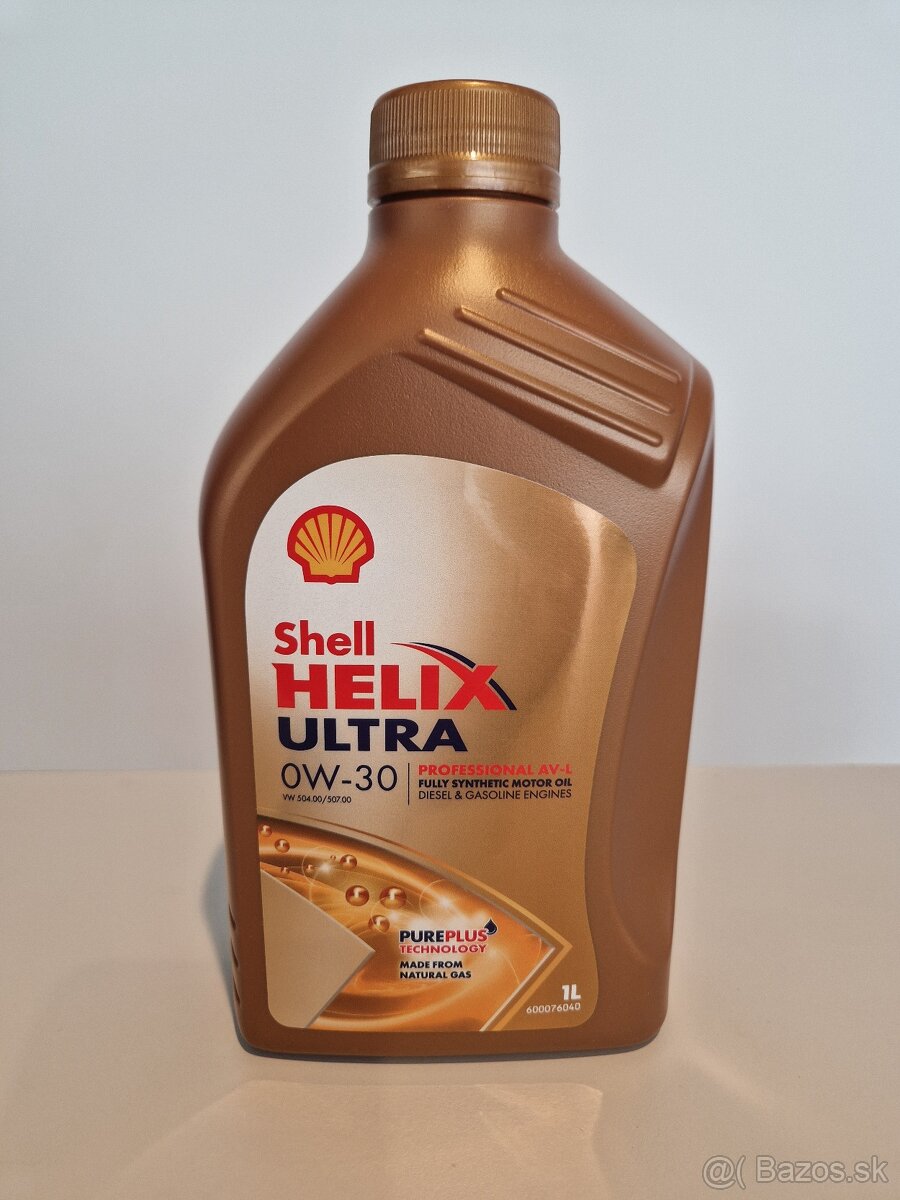 Shell
HELIX
ULTRA
0W-30
VW 504.00/507.00
PROFESSIONAL AV-L
FULLY SYNTHETIC MOTOR OIL
DIESEL & GASOLINE ENGINES
PUREPLUS
TECHNOLOGY
MADE FROM
NATURAL GAS
1L
600076040
@( Bazos.sk